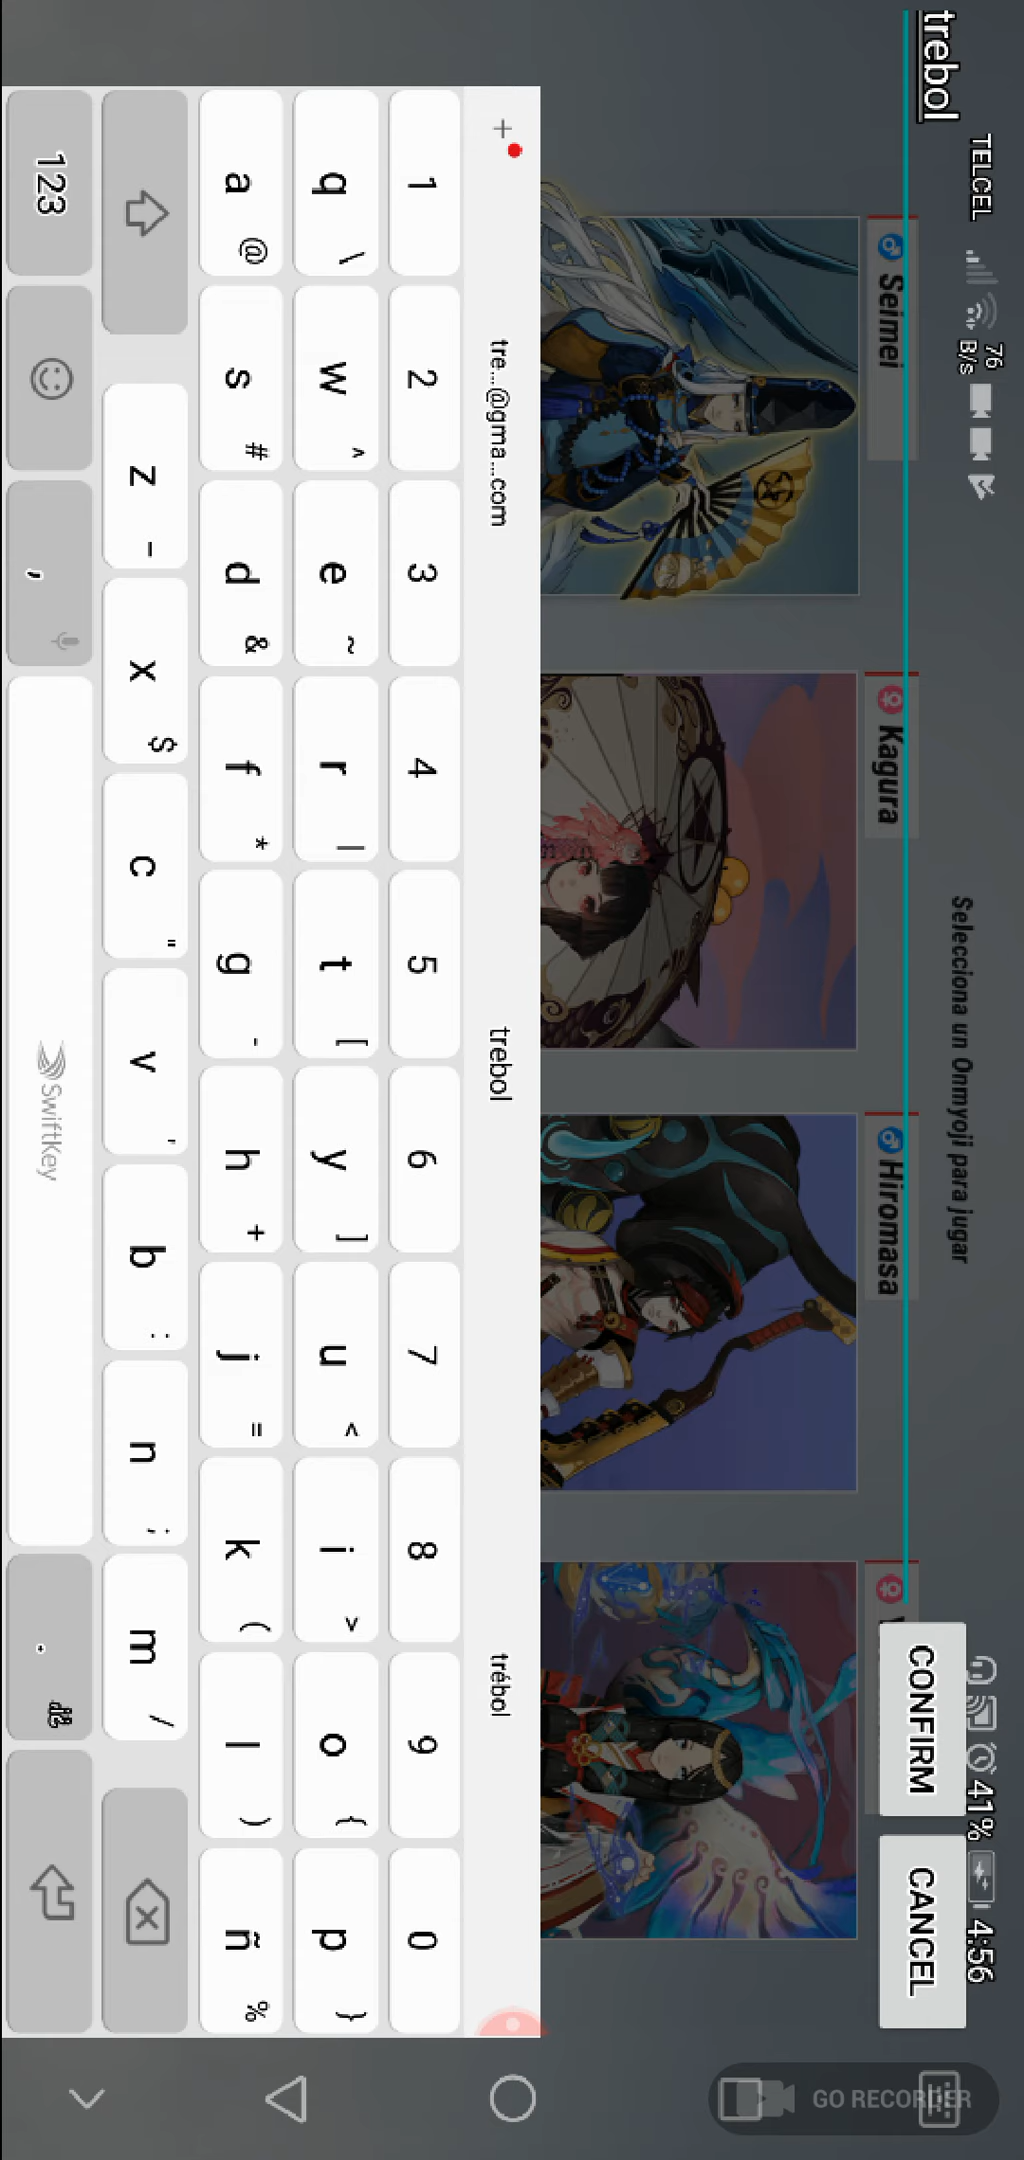 trebol
TELCEL 76 B/s 41% 4:56
Selecciona un Onmyoji para jugar
CONFIRM CANCEL
Seimei Kagura Hiromasa
tre...@gma...com trebol trébol
1 2 3 4 5 6 7 8 9 0
q \ w ^ e ~ r | t [ y ] u < i > o { p }
a @ s # d & f * g - h + j = k ( l ) ñ %
z - x $ c " v ' b : n ; m /
123 , SwiftKey .
GO RECORDER